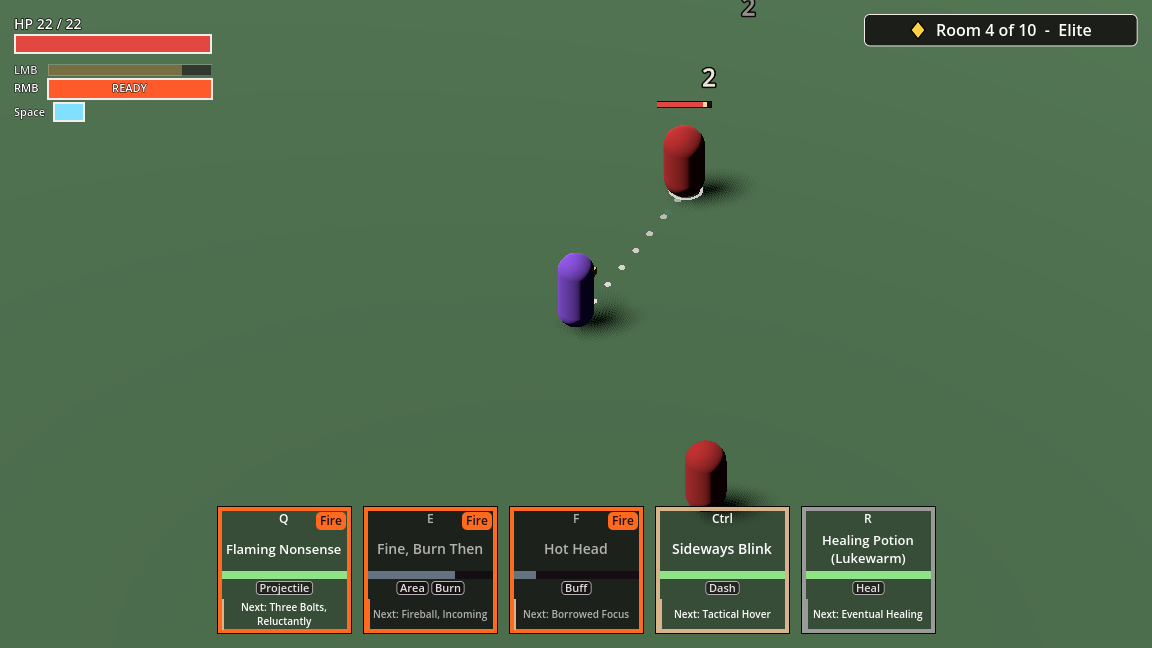 HP 22 / 22
LMB
RMB READY
Space
2
2
Room 4 of 10 - Elite
Q Fire
Flaming Nonsense
Projectile
Next: Three Bolts,
Reluctantly
E Fire
Fine, Burn Then
Area Burn
Next: Fireball, Incoming
F Fire
Hot Head
Buff
Next: Borrowed Focus
Ctrl
Sideways Blink
Dash
Next: Tactical Hover
R
Healing Potion
(Lukewarm)
Heal
Next: Eventual Healing